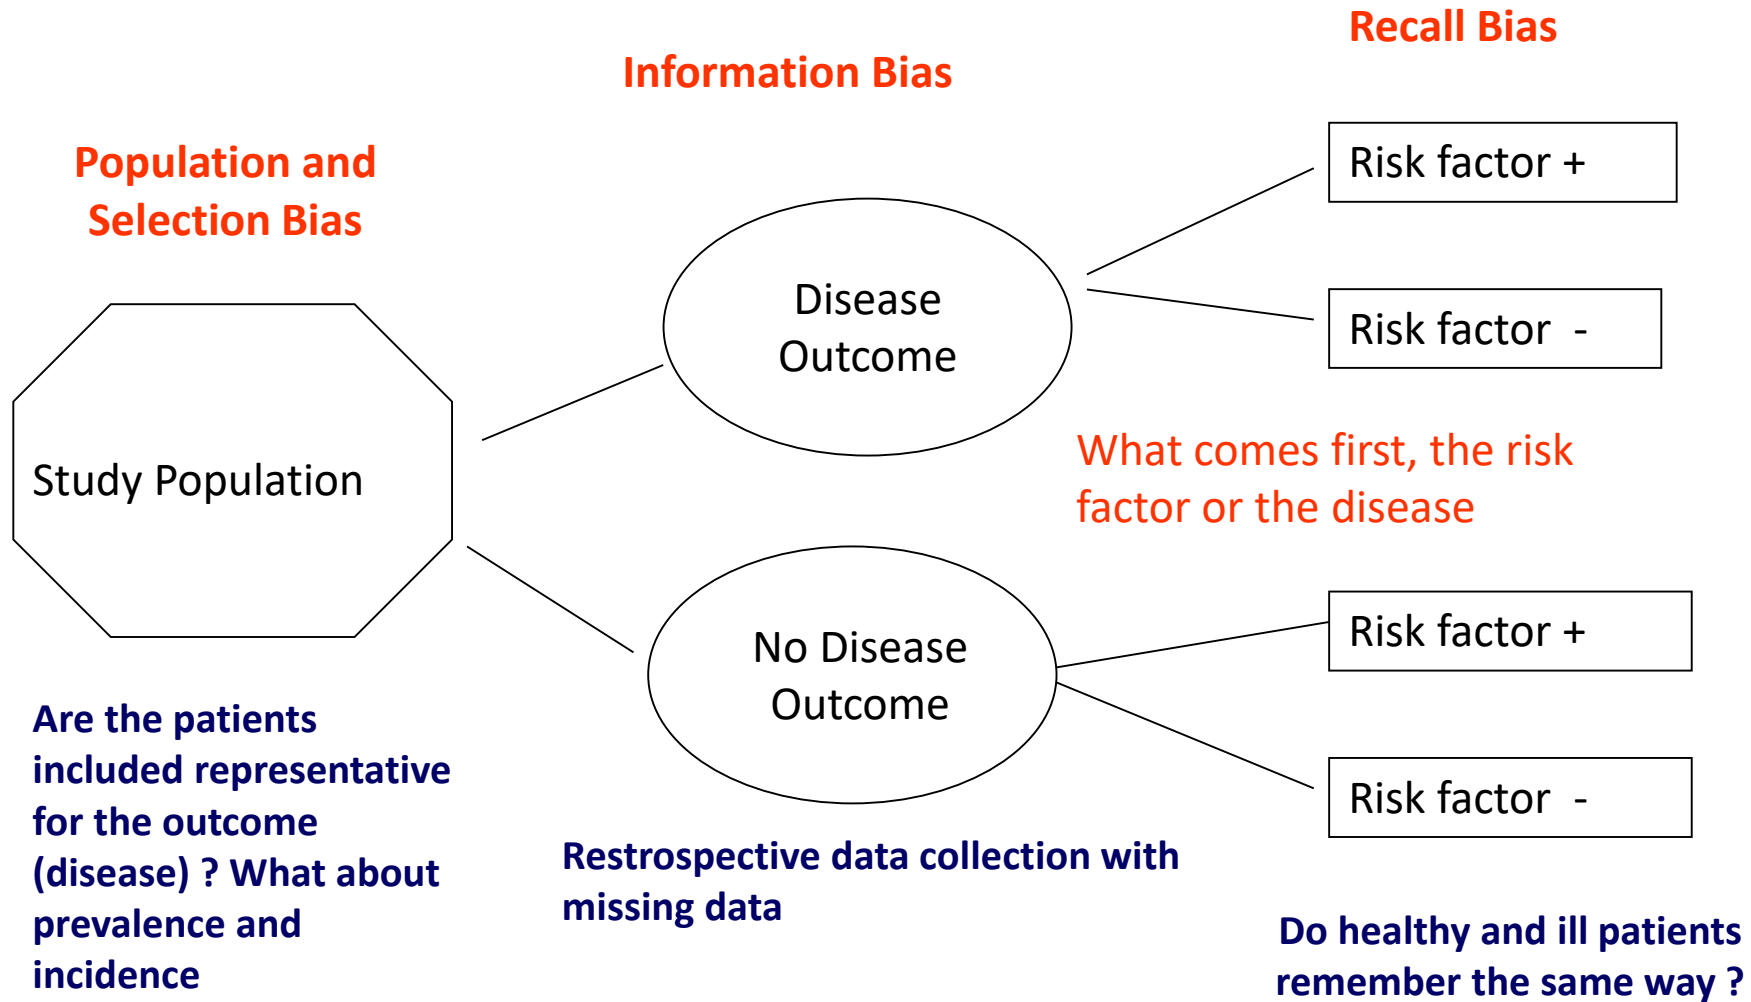 Recall Bias
Information Bias
Population and
Selection Bias
Risk factor +
Disease
Outcome
Risk factor  -
Study Population
What comes first, the risk
factor or the disease
No Disease
Outcome
Risk factor +
Risk factor  -
Are the patients
included representative
for the outcome
(disease) ? What about
prevalence and
incidence
Restrospective data collection with
missing data
Do healthy and ill patients
remember the same way ?